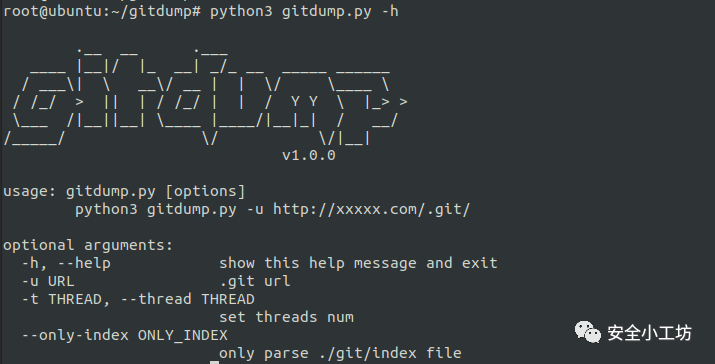 root@ubuntu:~/gitdump# python3 gitdump.py -h
gitdump
v1.0.0
usage: gitdump.py [options]
python3 gitdump.py -u http://xxxxx.com/.git/
optional arguments:
-h, --help show this help message and exit
-u URL .git url
-t THREAD, --thread THREAD
set threads num
--only-index ONLY_INDEX
only parse ./git/index file
安全小工坊